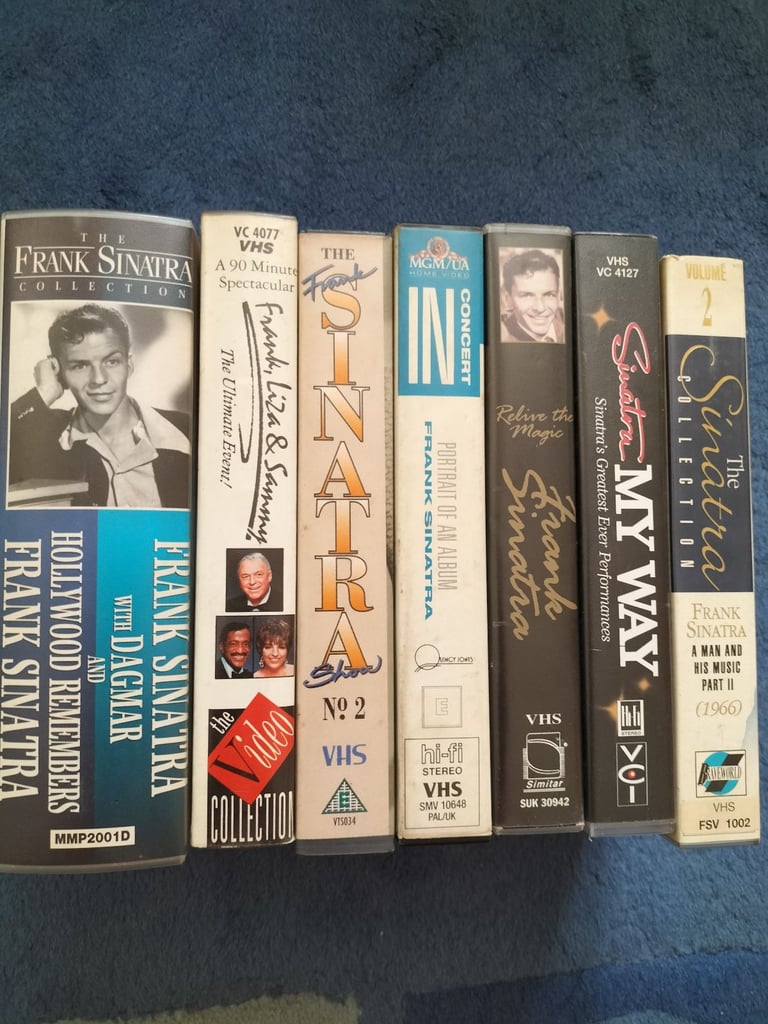 THE
FRANK SINATRA
COLLECTION
FRANK SINATRA
WITH DAGMAR
AND
HOLLYWOOD REMEMBERS
FRANK SINATRA
MMP2001D
VC 4077
VHS
A 90 Minute
Spectacular
Frank, Liza & Sammy
The Ultimate Event!
the
Video
COLLECTION
THE
Frank
SINATRA
Show
Nº 2
VHS
E
VTS034
MGM/UA
HOME VIDEO
IN
CONCERT
PORTRAIT OF AN ALBUM
FRANK SINATRA
QUINCY JONES
E
hi-fi
STEREO
VHS
SMV 10648
PAL/UK
Relive the
Magic
Frank
Sinatra
VHS
Simitar
SUK 30942
VHS
VC 4127
Sinatra
MY WAY
Sinatra's Greatest Ever Performances
Hi-Fi
STEREO
VCI
VOLUME
2
The
Sinatra
COLLECTION
FRANK
SINATRA
A MAN AND
HIS MUSIC
PART II
(1966)
BRAVEWORLD
VHS
FSV 1002